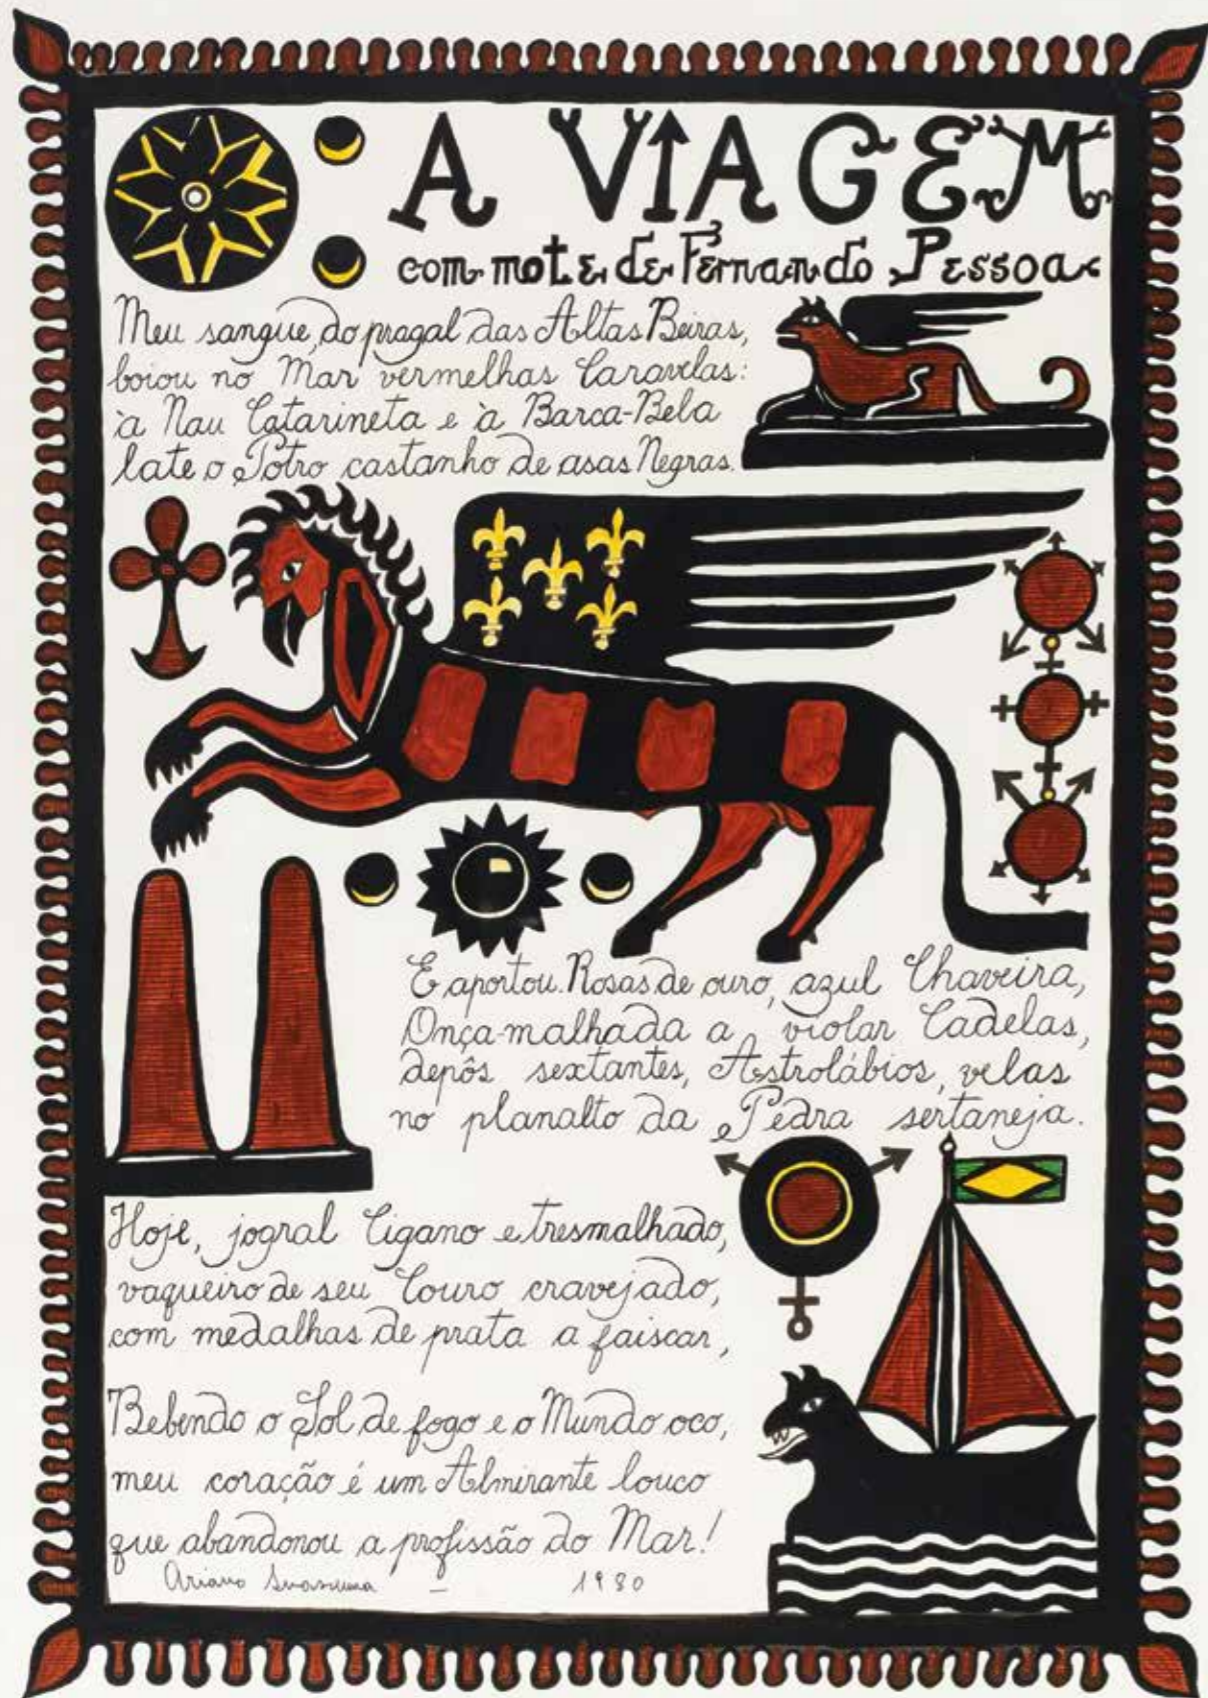 A VIAGEM
com mote de Fernando Pessoa
Meu sangue, do pragal das Altas Beiras,
boiou no Mar vermelhas Caravelas:
à Nau Catarineta e à Barca-Bela
late o Potro castanho de asas Negras.
E aportou. Rosas de ouro, azul Chaveira,
Onça-malhada a violar Cadelas,
depôs sextantes, Astrolábios, velas
no planalto da Pedra sertaneja.
Hoje, jogral Cigano e tresmalhado,
vaqueiro de seu Couro cravejado,
com medalhas de prata a faiscar,
Bebendo o Sol de fogo e o Mundo oco,
meu coração é um Almirante louco
que abandonou a profissão do Mar!
Ariano Suassuna - 1980